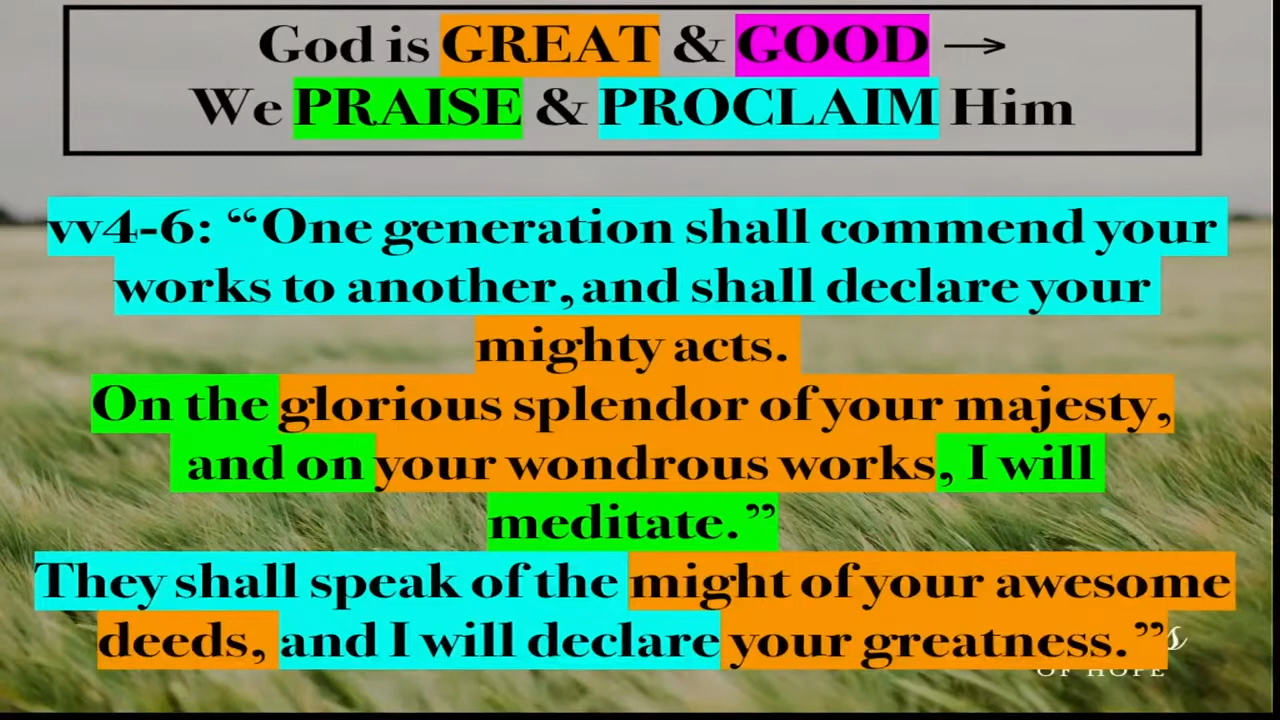 God is GREAT & GOOD →
We PRAISE & PROCLAIM Him
vv4-6: “One generation shall commend your
works to another, and shall declare your
mighty acts.
On the glorious splendor of your majesty,
and on your wondrous works, I will
meditate.”
They shall speak of the might of your awesome
deeds, and I will declare your greatness.”
OF HOPE